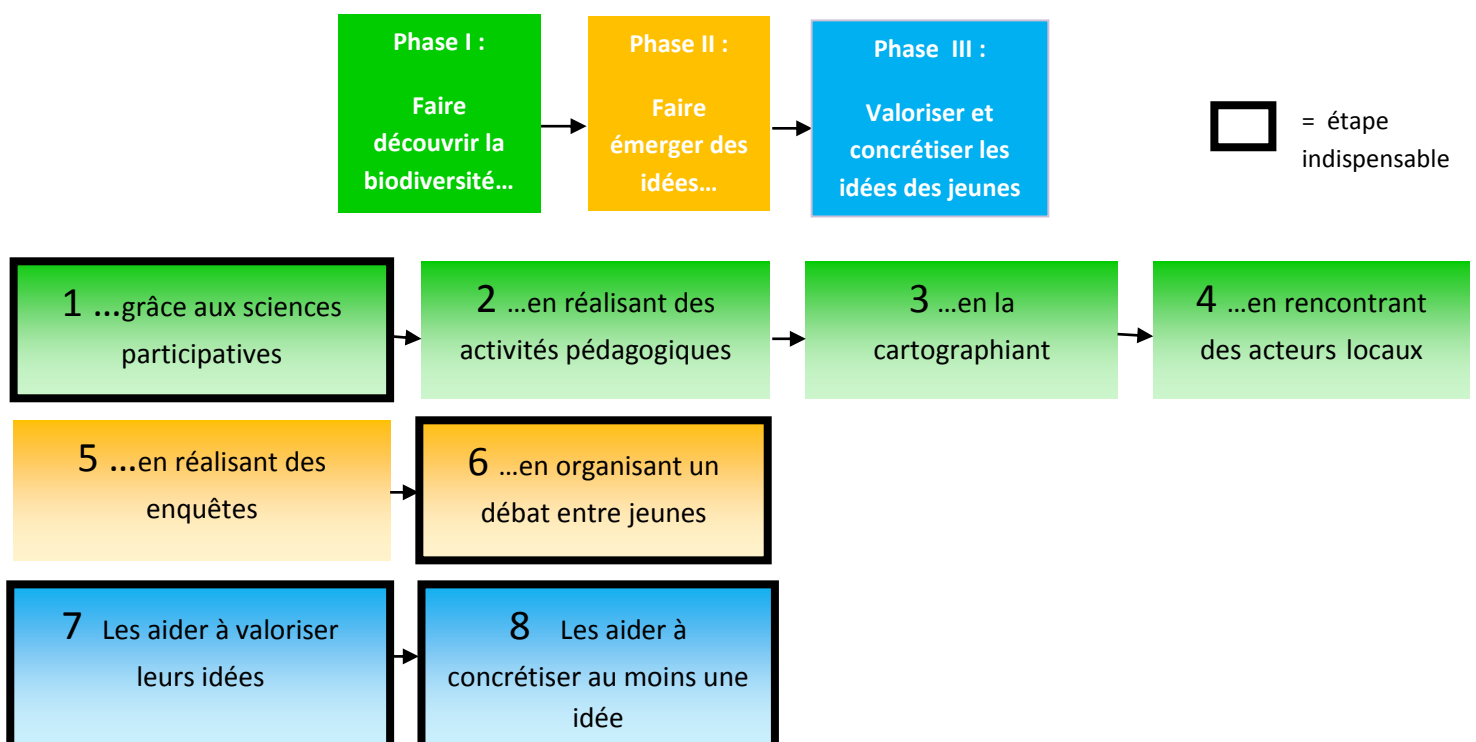 Phase I :
Faire
découvrir la
biodiversité…
Phase II :
Faire
émerger des
idées…
Phase III :
Valoriser et
concrétiser les
idées des jeunes
= étape
indispensable
1 …grâce aux sciences
participatives
2 …en réalisant des
activités pédagogiques
3 …en la
cartographiant
4 …en rencontrant
des acteurs locaux
5 …en réalisant des
enquêtes
6 …en organisant un
débat entre jeunes
7 Les aider à valoriser
leurs idées
8 Les aider à
concrétiser au moins une
idée